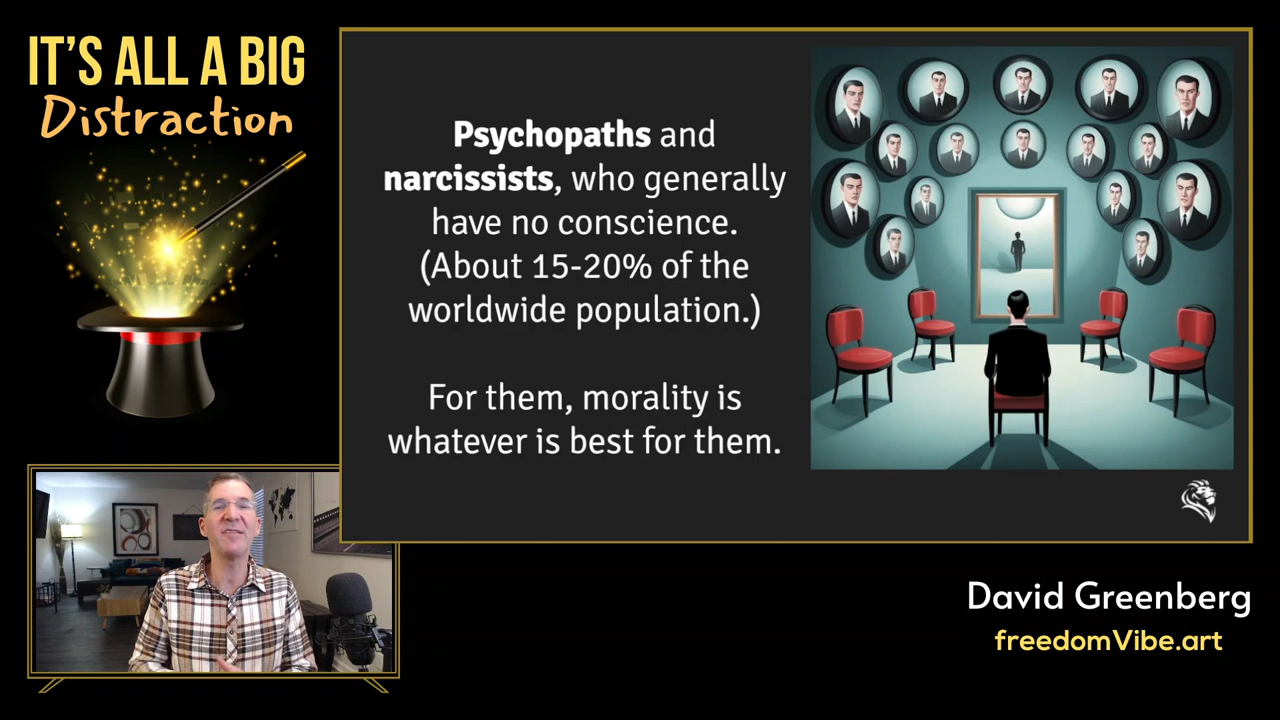 IT'S ALL A BIG
Distraction
Psychopaths and
narcissists, who generally
have no conscience.
(About 15-20% of the
worldwide population.)
For them, morality is
whatever is best for them.
David Greenberg
freedomVibe.art